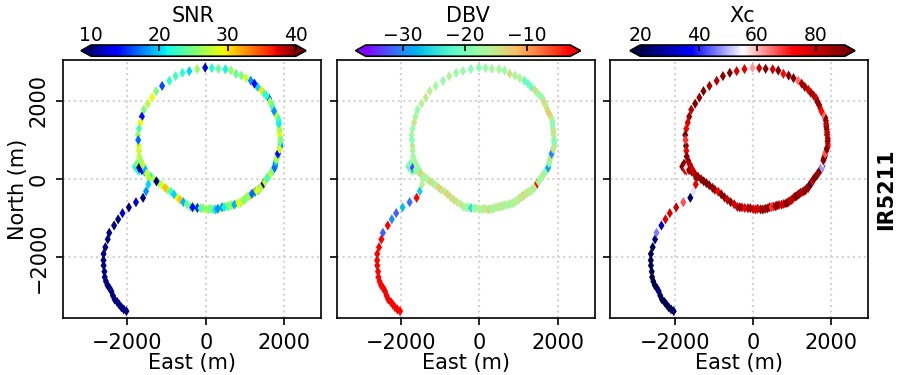 SNR DBV Xc
10 20 30 40 −30 −20 −10 20 40 60 80
North (m)
2000
0
−2000
−2000 0 2000 −2000 0 2000 −2000 0 2000
East (m) East (m) East (m)
IR5211